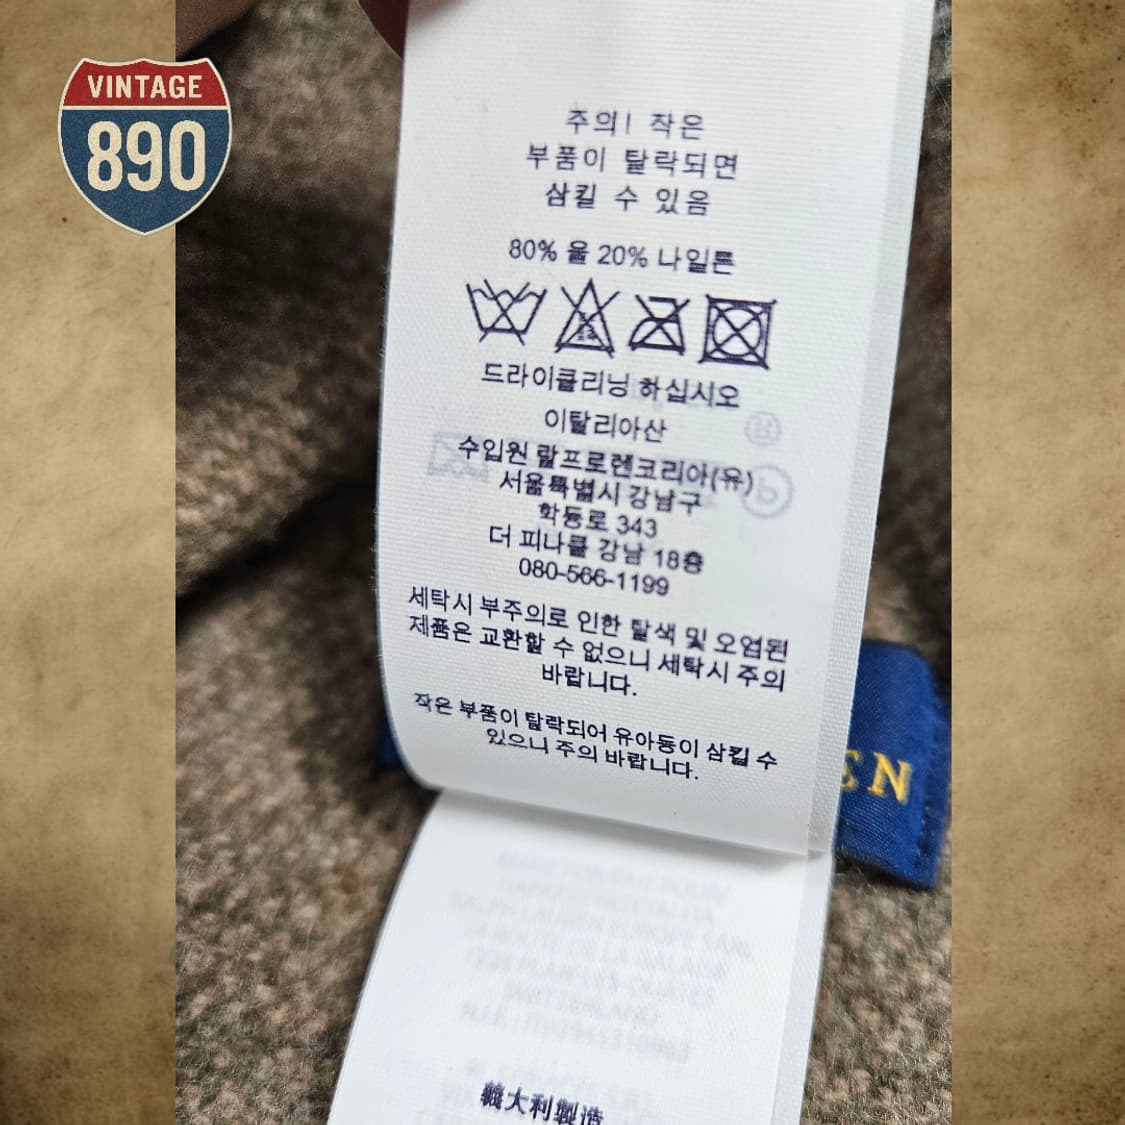 VINTAGE
890
주의! 작은
부품이 탈락되면
삼킬 수 있음
80% 울 20% 나일론
드라이클리닝 하십시오
이탈리아산
수입원 랄프로렌코리아(유)
서울특별시 강남구
학동로 343
더 피나클 강남 18층
080-566-1199
세탁시 부주의로 인한 탈색 및 오염된
제품은 교환할 수 없으니 세탁시 주의
바랍니다.
작은 부품이 탈락되어 유아등이 삼킬 수
있으니 주의 바랍니다.
EN
義大利製造